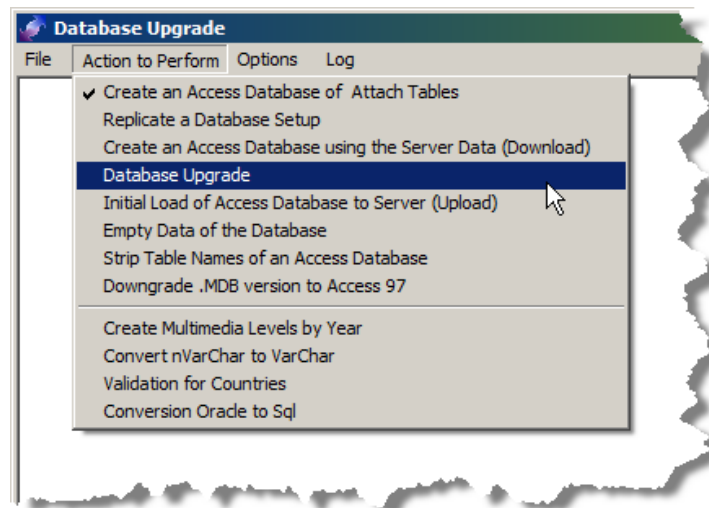 Database Upgrade
File Action to Perform Options Log
Create an Access Database of Attach Tables
Replicate a Database Setup
Create an Access Database using the Server Data (Download)
Database Upgrade
Initial Load of Access Database to Server (Upload)
Empty Data of the Database
Strip Table Names of an Access Database
Downgrade .MDB version to Access 97
Create Multimedia Levels by Year
Convert nVarChar to VarChar
Validation for Countries
Conversion Oracle to Sql